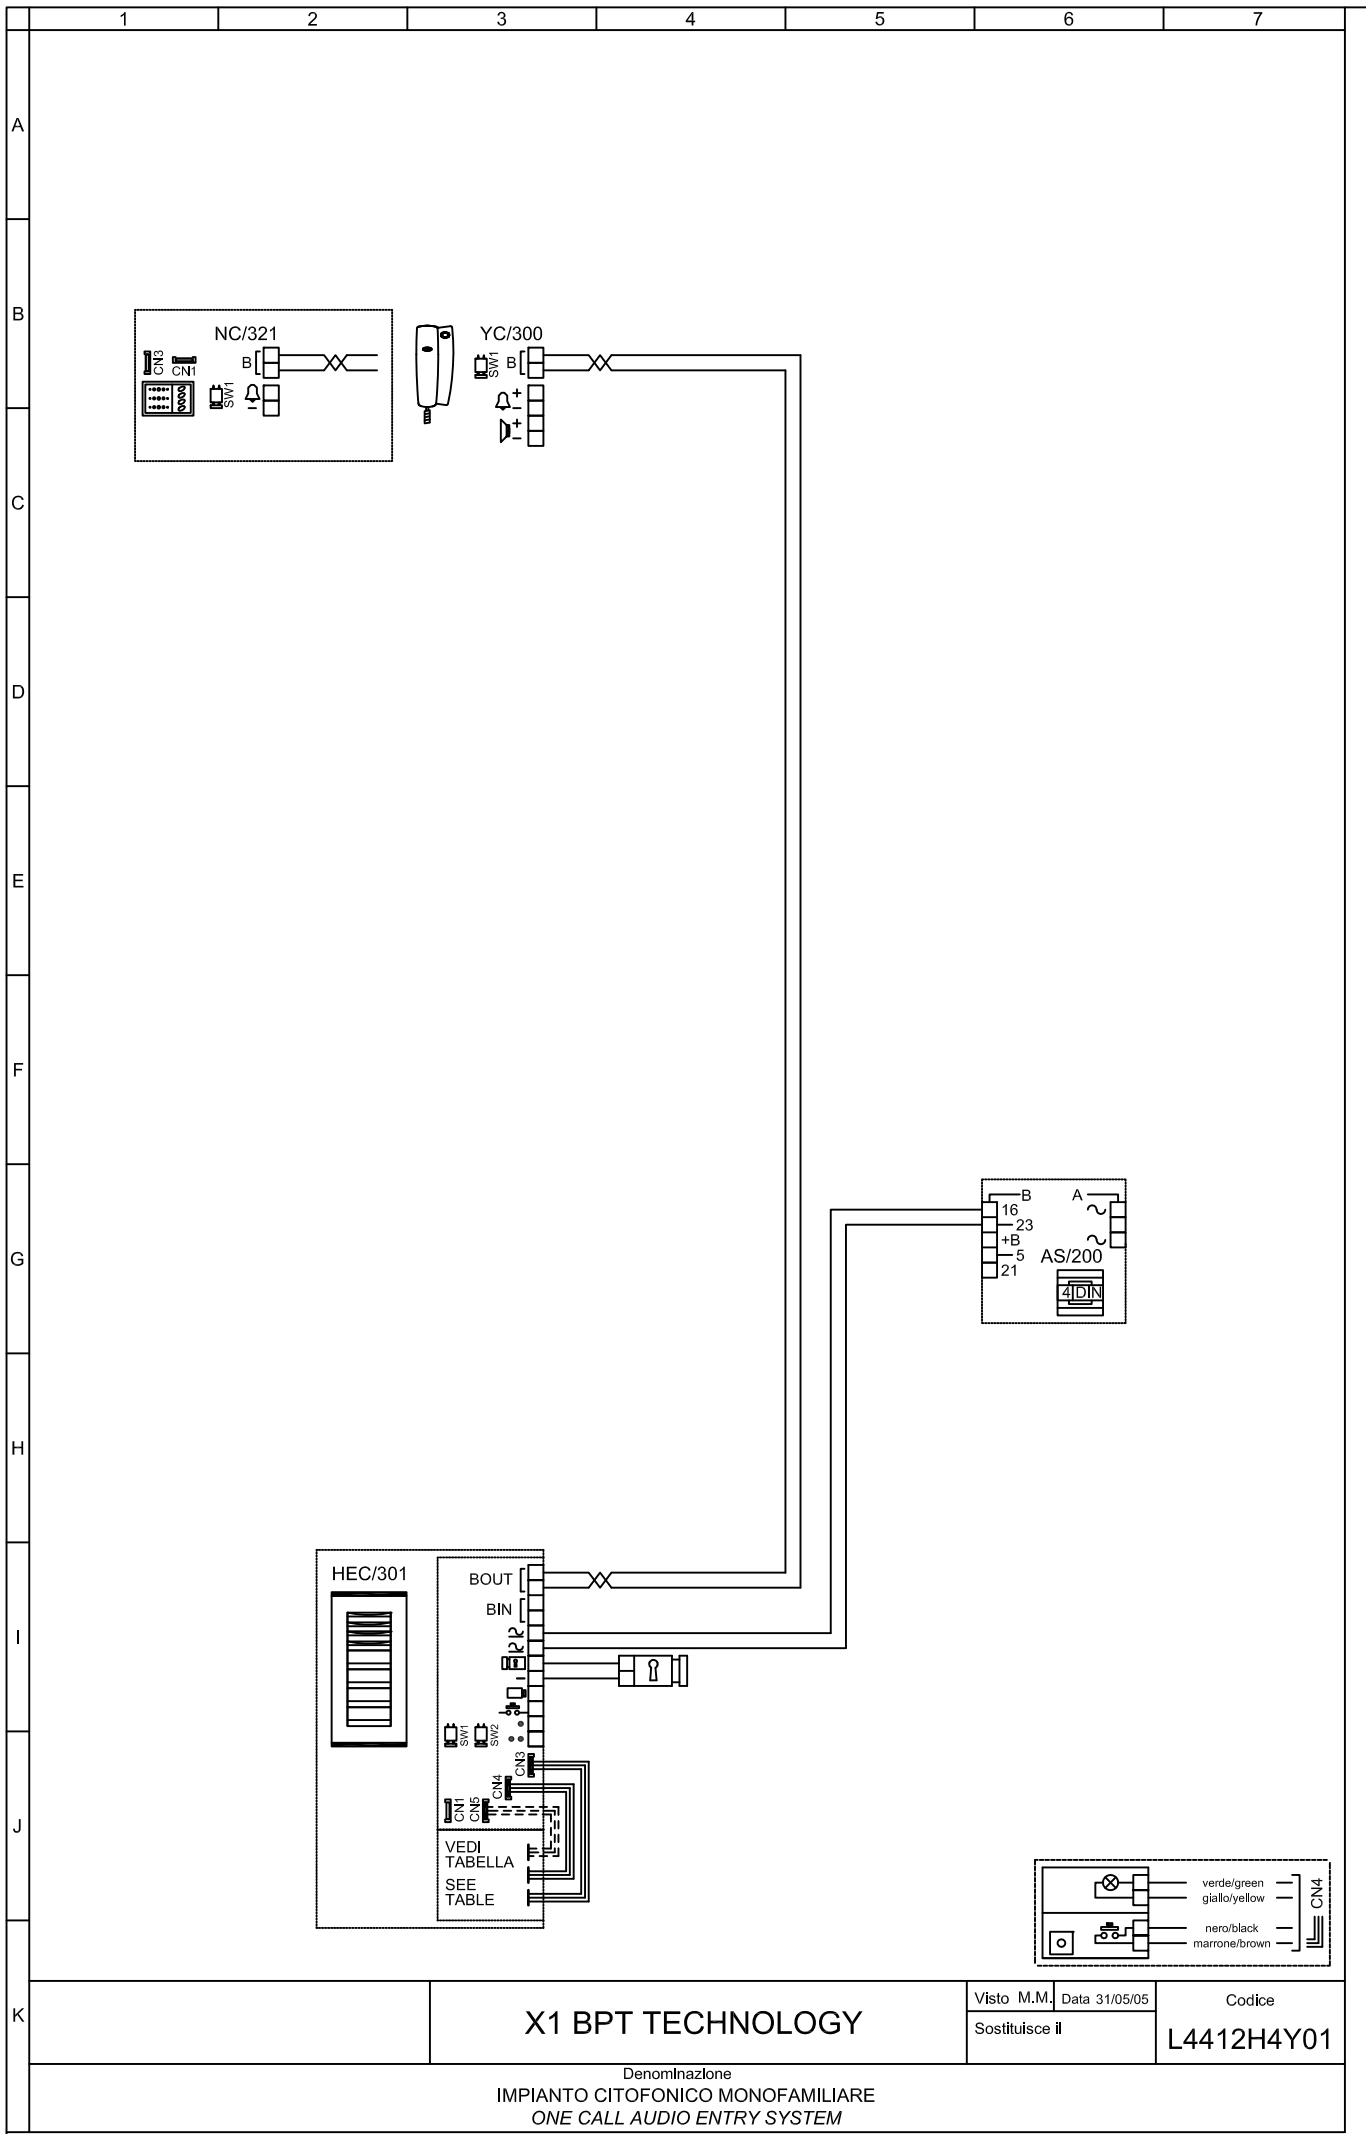 1 2 3 4 5 6 7
A
B
C
D
E
F
G
H
I
J
K
NC/321
CN3
CN1
B
SW1
−
YC/300
SW1
B
+
−
+
−
B A
16
23
+B
5
21
AS/200
4 DIN
HEC/301
BOUT
BIN
−
SW1
SW2
CN3
CN4
CN1
CN5
VEDI
TABELLA
SEE
TABLE
verde/green
giallo/yellow
nero/black
marrone/brown
CN4
X1 BPT TECHNOLOGY
Visto M.M.
Data 31/05/05
Sostituisce il
Codice
L4412H4Y01
Denominazione
IMPIANTO CITOFONICO MONOFAMILIARE
ONE CALL AUDIO ENTRY SYSTEM